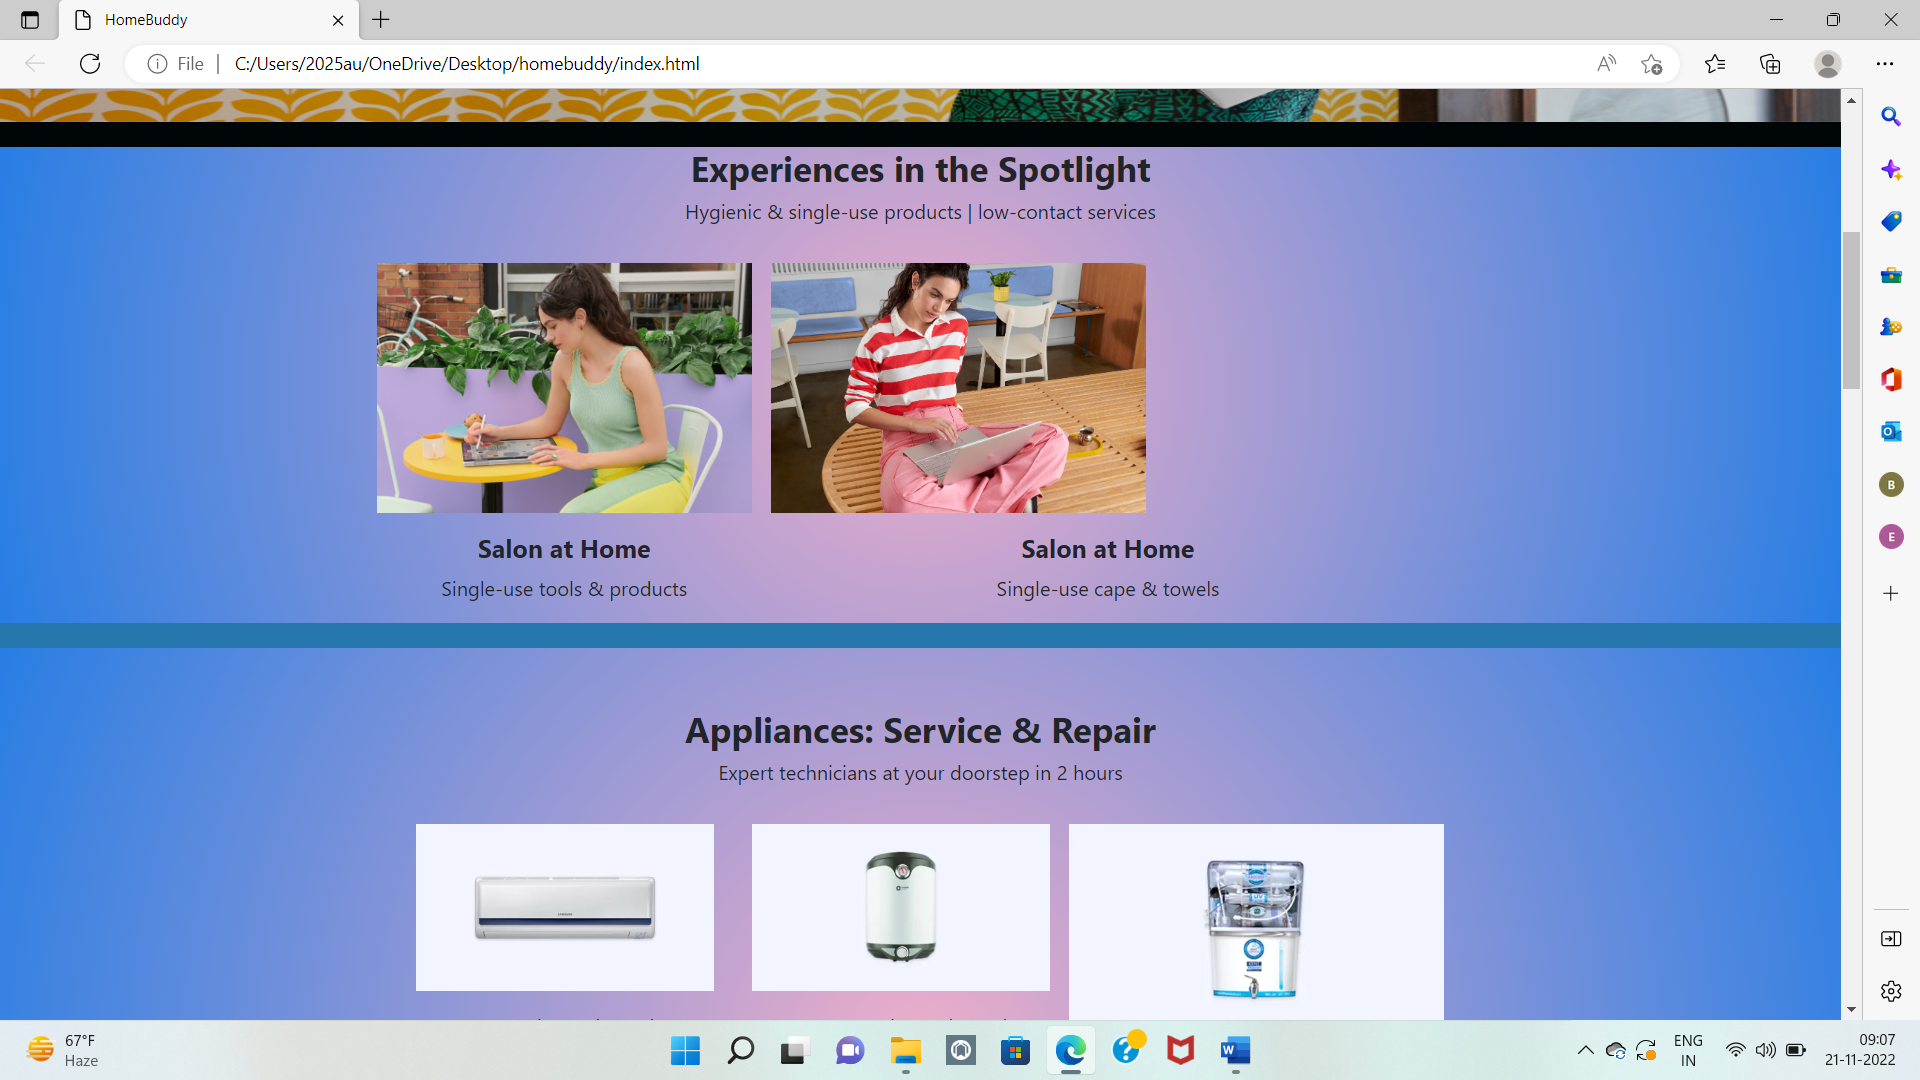 HomeBuddy
File
C:/Users/2025au/OneDrive/Desktop/homebuddy/index.html
Experiences in the Spotlight
Hygienic & single-use products | low-contact services
Salon at Home
Single-use tools & products
Salon at Home
Single-use cape & towels
Appliances: Service & Repair
Expert technicians at your doorstep in 2 hours
B
E
67°F
Haze
ENG
IN
09:07
21-11-2022